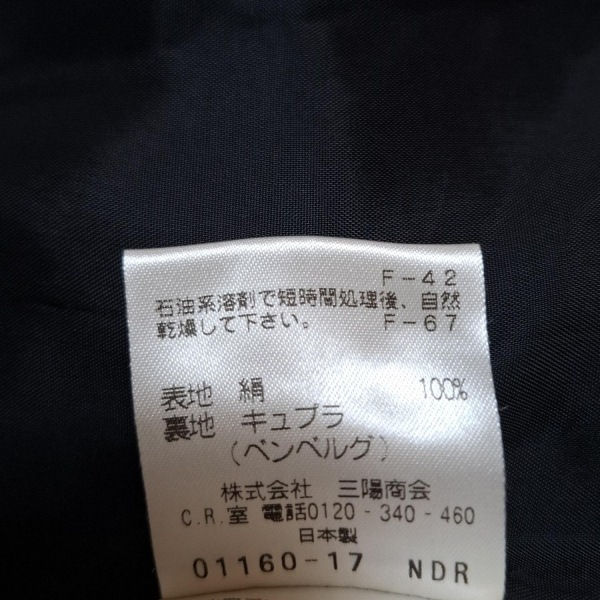 F-42
石油系溶剤で短時間処理後、自然
乾燥して下さい。 F-67
表地 絹 100%
裏地 キュプラ
(ベンベルグ)
株式会社 三陽商会
C.R.室 電話0120-340-460
日本製
01160-17 NDR